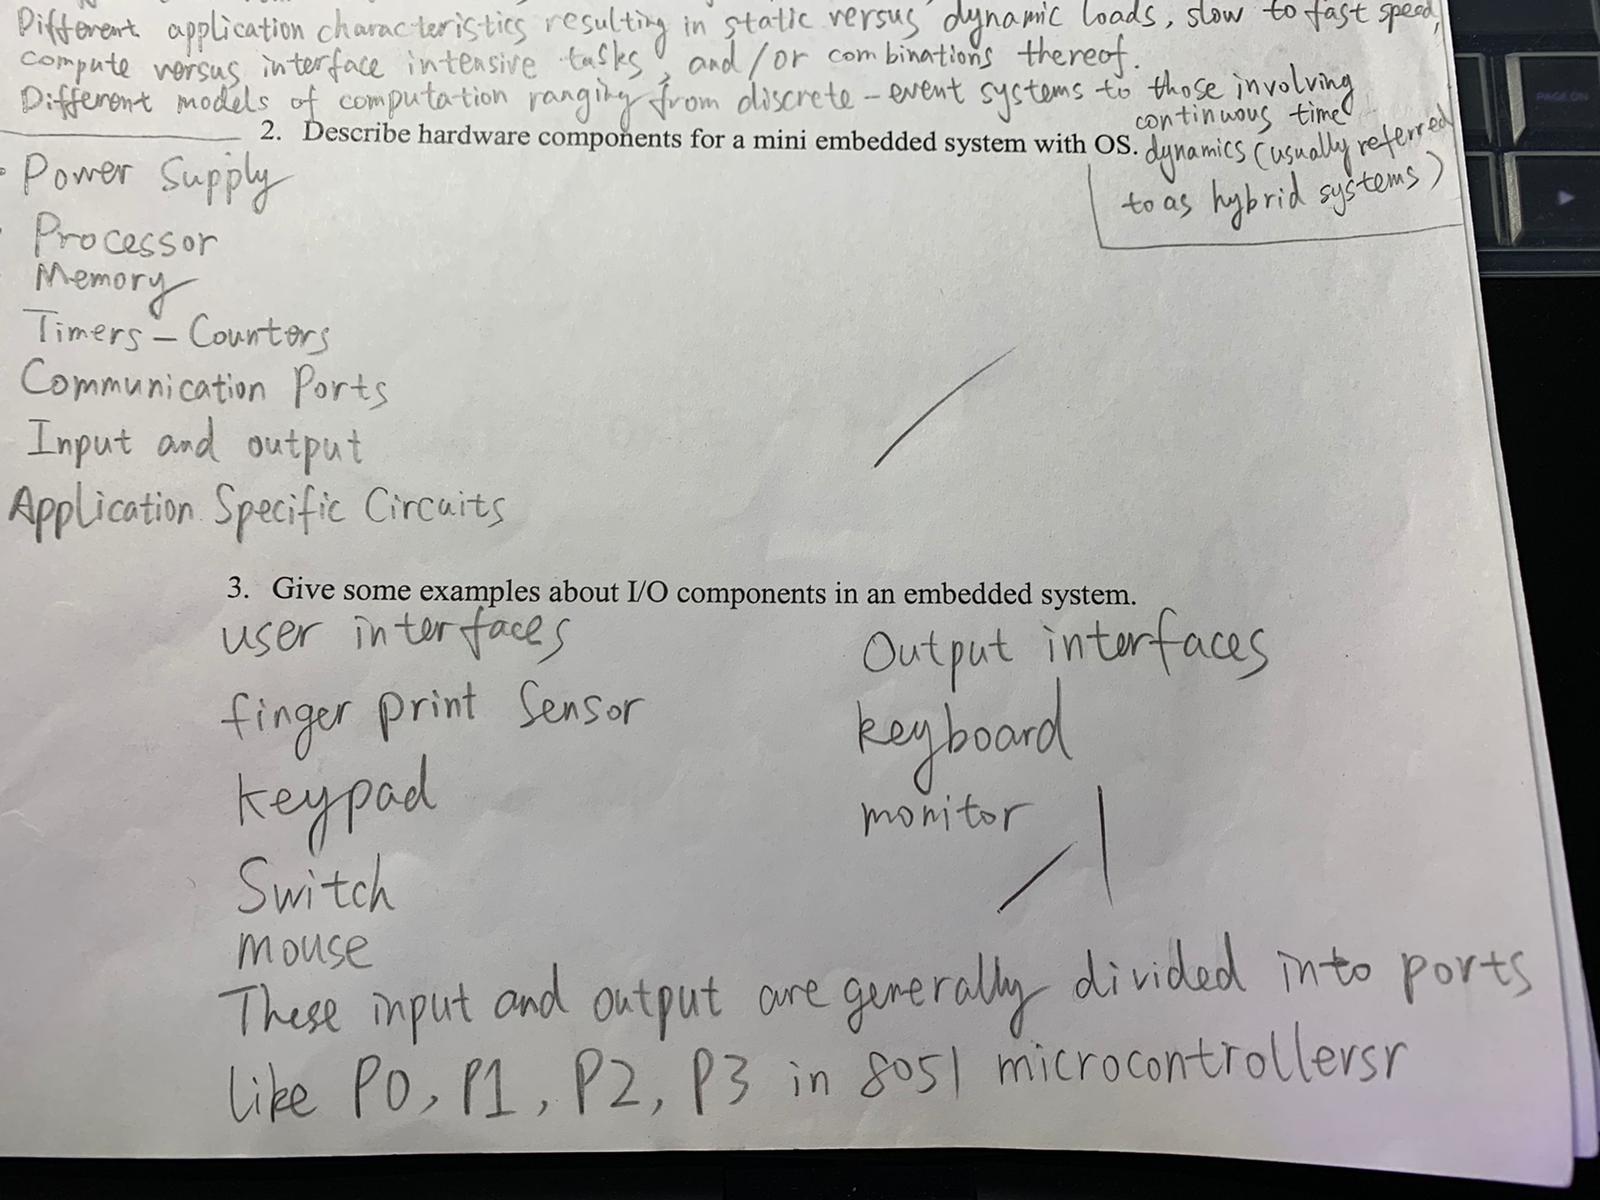 Different application characteristics resulting in static versus dynamic loads, slow to fast speed,
compute versus interface intensive tasks, and/or combinations thereof.
Different models of computation ranging from discrete-event systems to those involving
continuous time
dynamics (usually referred
to as hybrid systems)
2. Describe hardware components for a mini embedded system with OS.
Power Supply
Processor
Memory
Timers-Counters
Communication Ports
Input and output
Application Specific Circuits
3. Give some examples about I/O components in an embedded system.
user interfaces
finger print Sensor
keypad
Switch
mouse
Output interfaces
keyboard
monitor
These input and output are generally divided into ports
like P0, P1, P2, P3 in 8051 microcontrollersr